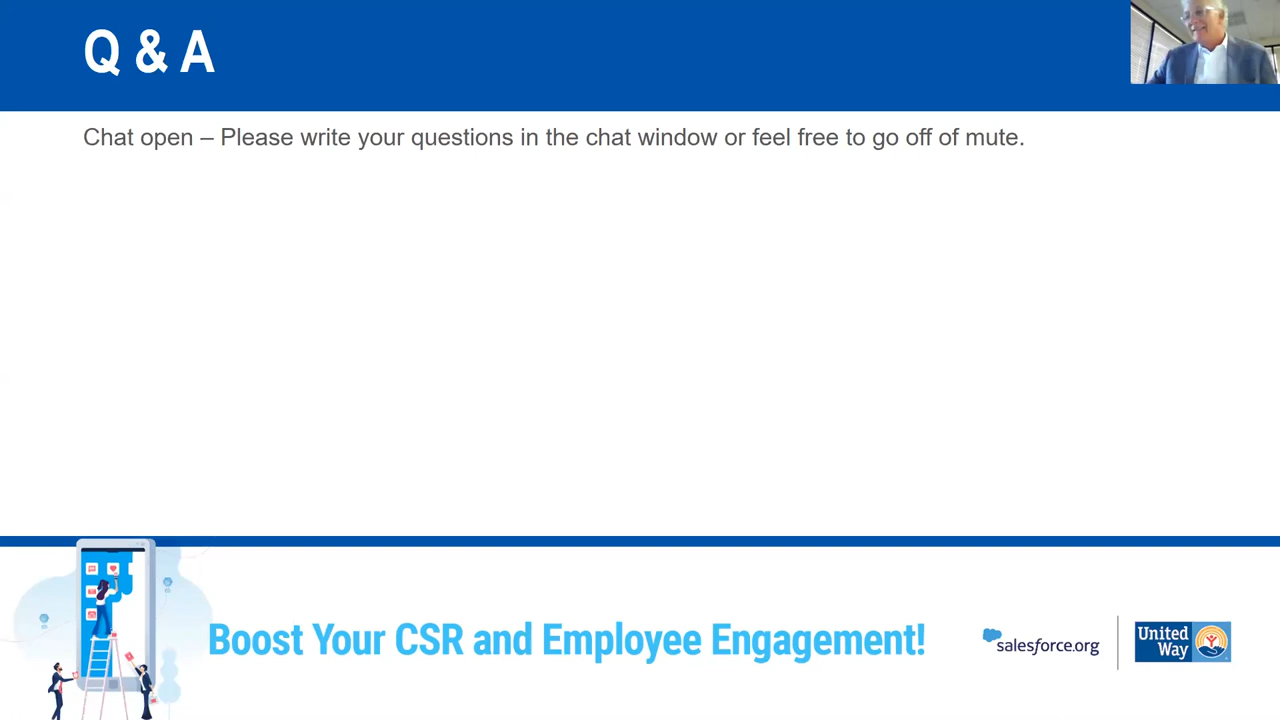 Q & A
Chat open – Please write your questions in the chat window or feel free to go off of mute.
Boost Your CSR and Employee Engagement!
salesforce.org
United
Way